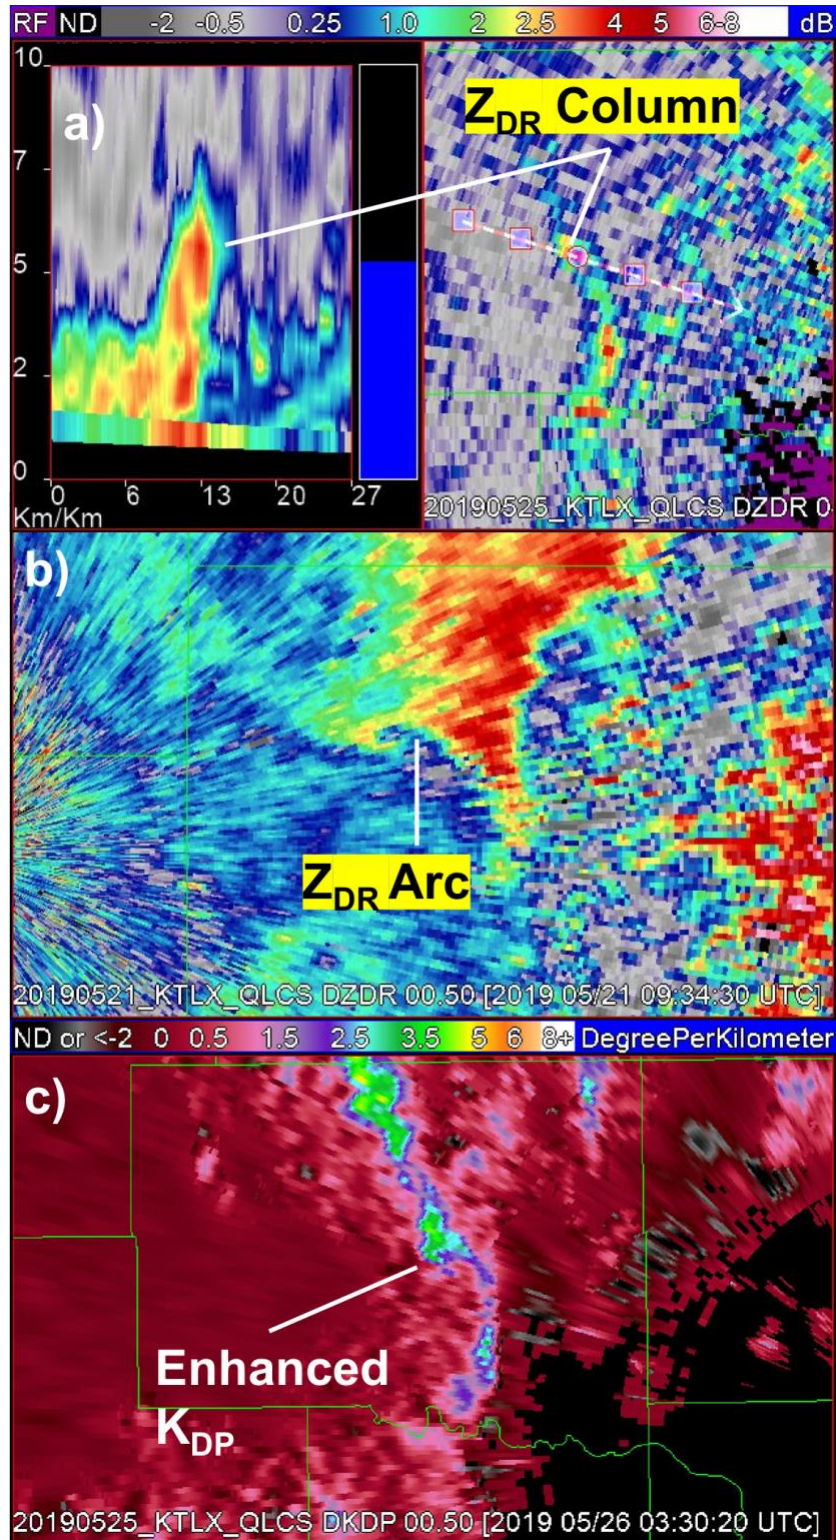 RF ND -2 -0.5 0.25 1.0 2 2.5 4 5 6-8 dB
10
7
5
2
0
0 6 13 20 27
Km/Km
a)
Z_DR Column
20190525_KTLX_QLCS DZDR 0
b)
Z_DR Arc
20190521_KTLX_QLCS DZDR 00.50 [2019 05/21 09:34:30 UTC]
ND or <-2 0 0.5 1.5 2.5 3.5 5 6 8+ DegreePerKilometer
c)
Enhanced
K_DP
20190525_KTLX_QLCS DKDP 00.50 [2019 05/26 03:30:20 UTC]